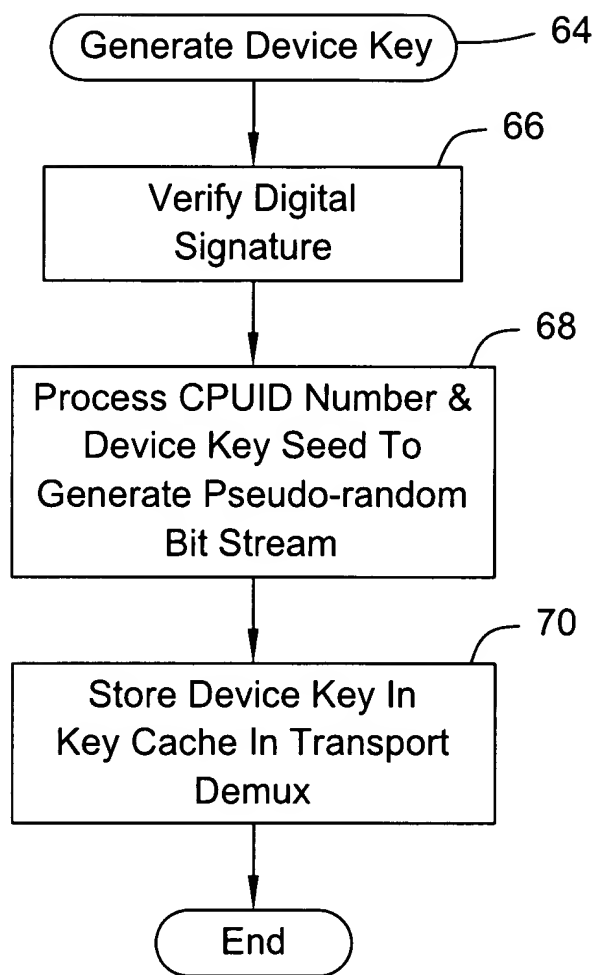 Generate Device Key
64
66
Verify Digital
Signature
68
Process CPUID Number &
Device Key Seed To
Generate Pseudo-random
Bit Stream
70
Store Device Key In
Key Cache In Transport
Demux
End